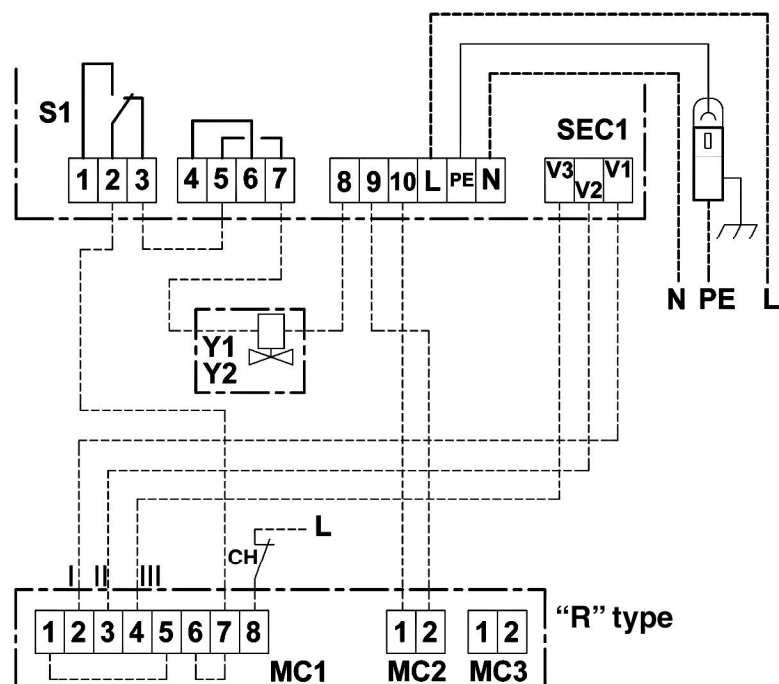 S1
SEC1
1 2 3
4 5 6 7
8 9 10 L PE N
V3 V2 V1
N PE L
Y1
Y2
L
CH
I II III
"R" type
1 2 3 4 5 6 7 8
1 2
1 2
MC1
MC2
MC3